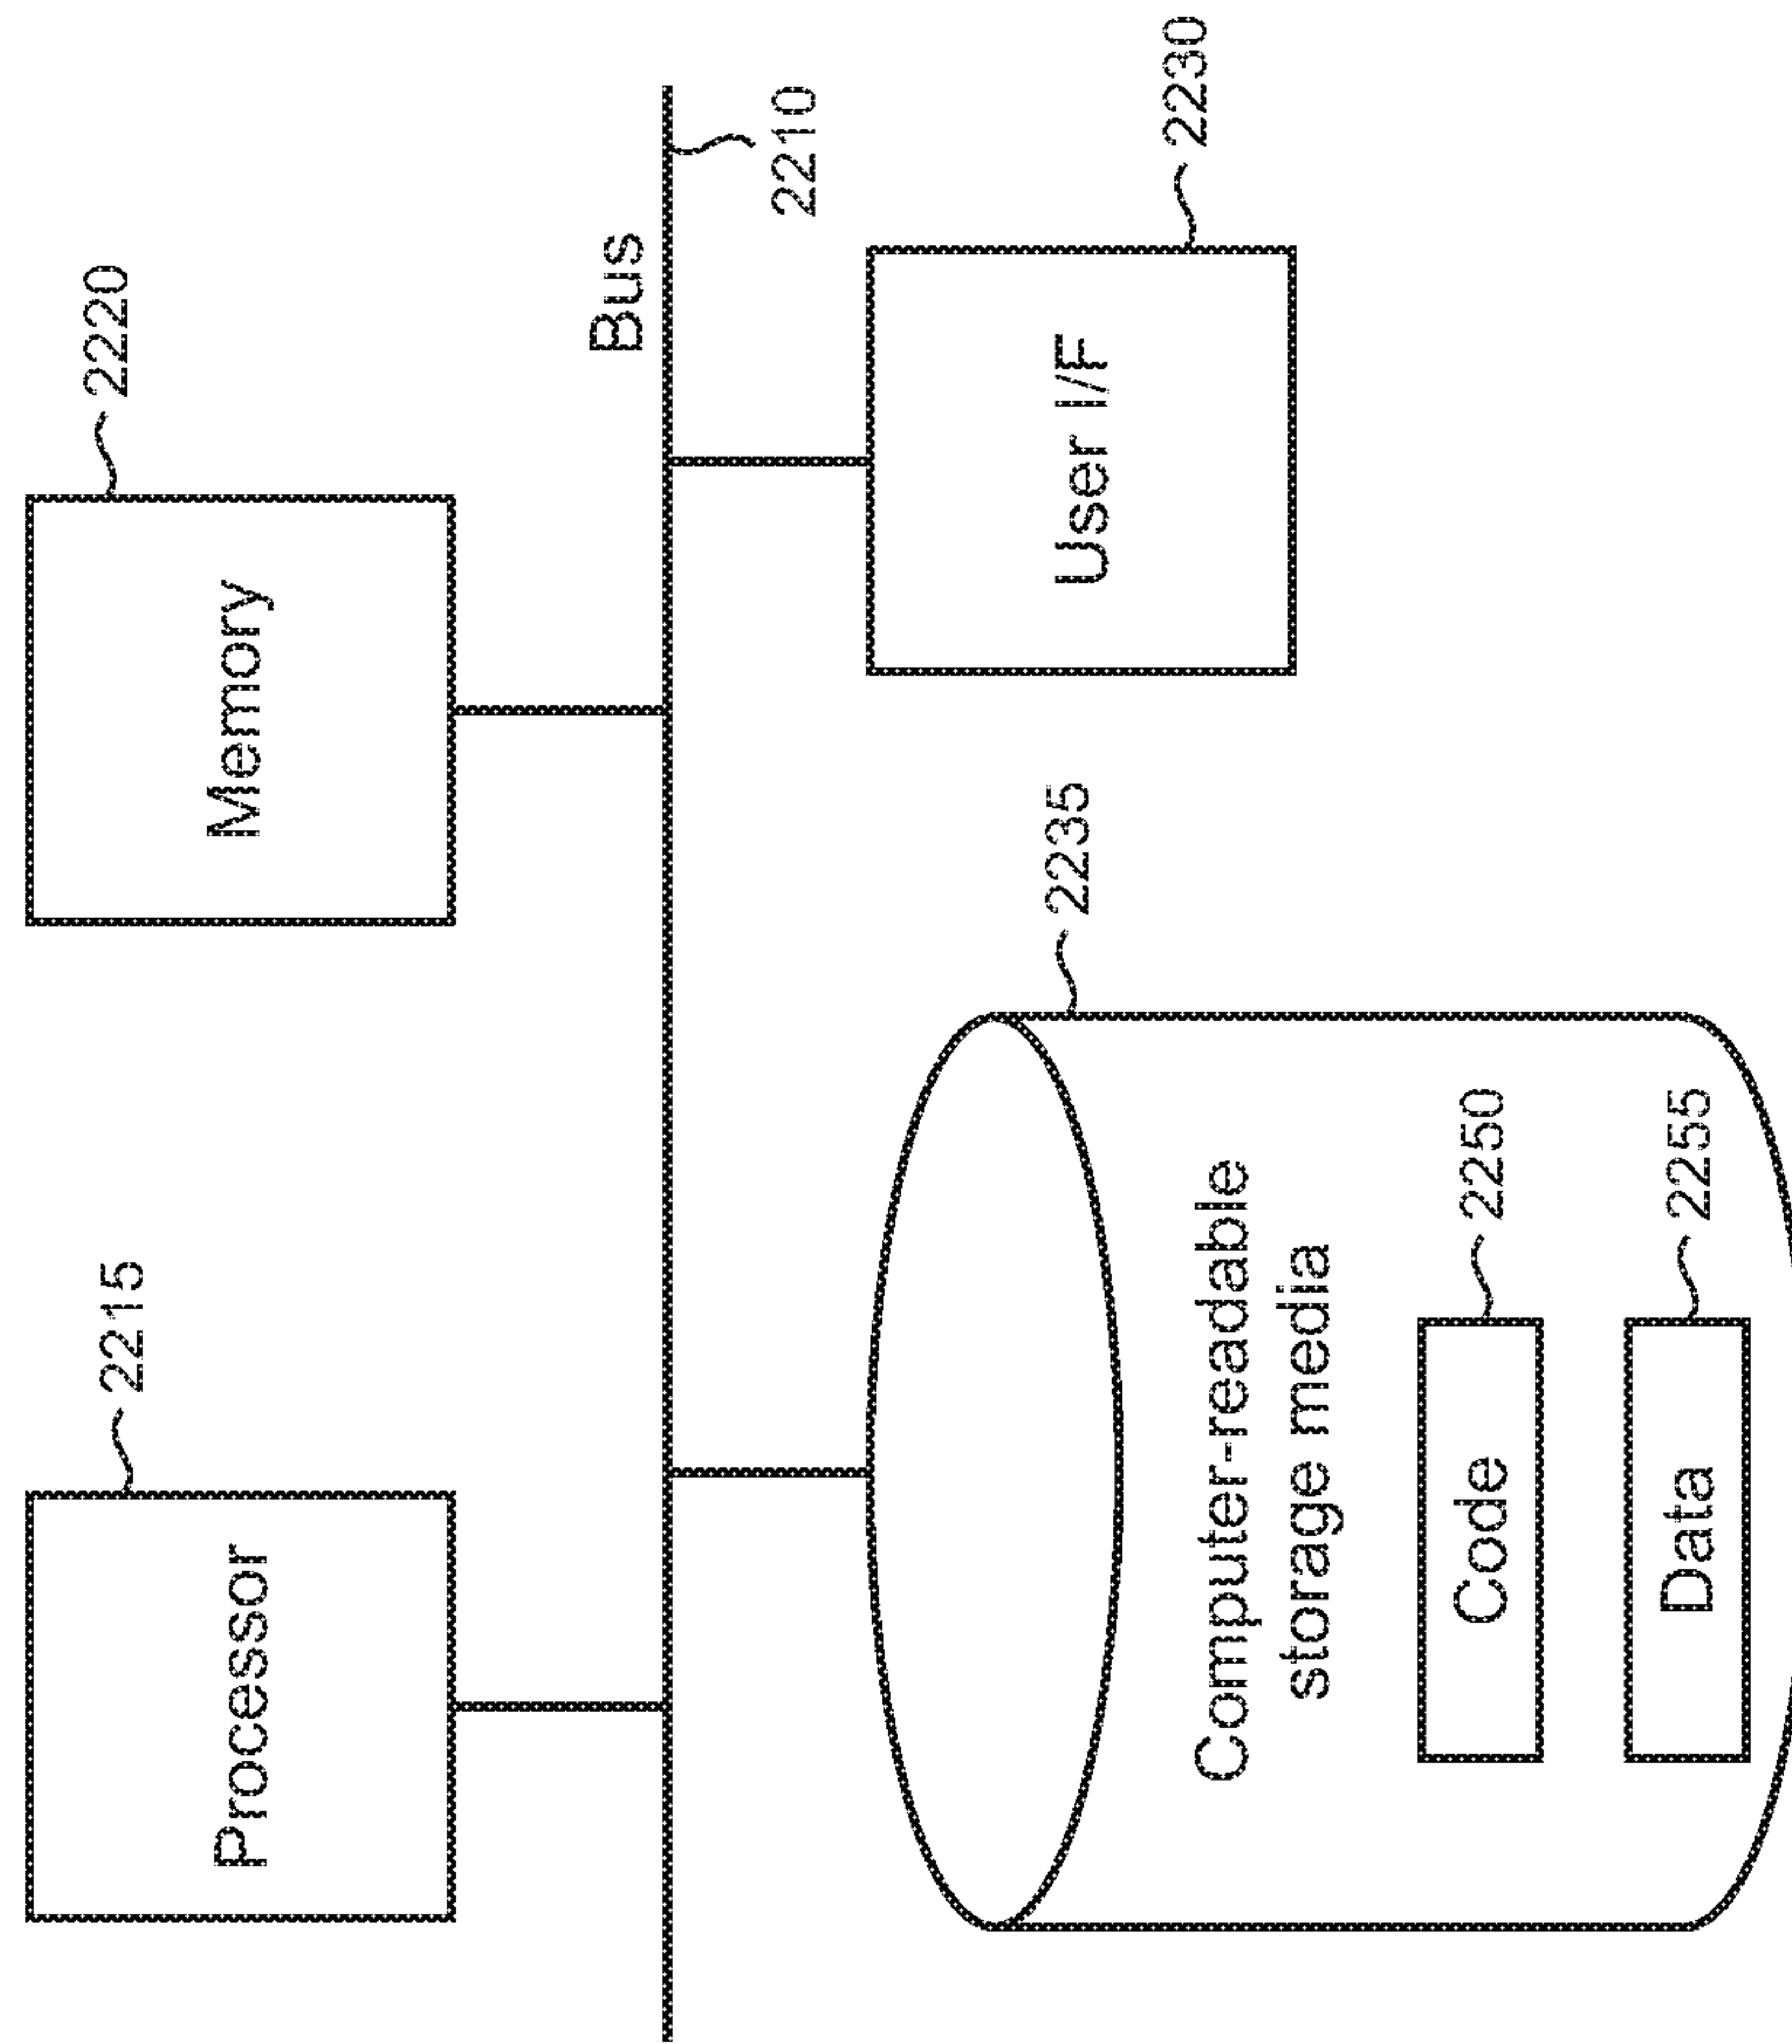 2215
Processor
2220
Memory
Bus
2210
2235
Computer-readable
storage media
Code
2250
Data
2255
2230
User I/F